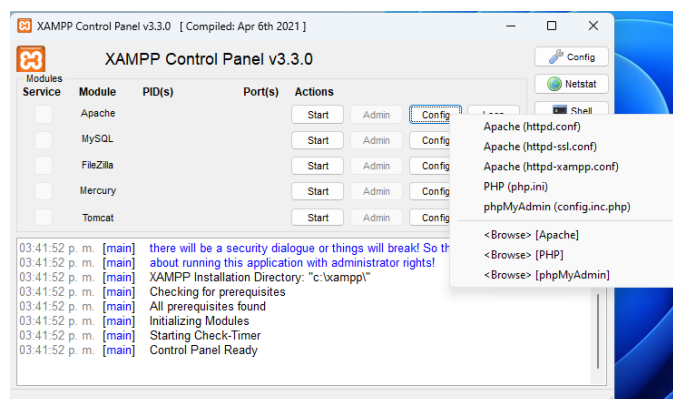 XAMPP Control Panel v3.3.0 [ Compiled: Apr 6th 2021 ]
XAMPP Control Panel v3.3.0
Config
Modules
Netstat
Service Module PID(s) Port(s) Actions
Shell
Apache Start Admin Config
MySQL Start Admin Config
FileZilla Start Admin Config
Mercury Start Admin Config
Tomcat Start Admin Config
Apache (httpd.conf)
Apache (httpd-ssl.conf)
Apache (httpd-xampp.conf)
PHP (php.ini)
phpMyAdmin (config.inc.php)
<Browse> [Apache]
<Browse> [PHP]
<Browse> [phpMyAdmin]
03:41:52 p. m. [main] there will be a security dialogue or things will break! So th
03:41:52 p. m. [main] about running this application with administrator rights!
03:41:52 p. m. [main] XAMPP Installation Directory: "c:\xampp\"
03:41:52 p. m. [main] Checking for prerequisites
03:41:52 p. m. [main] All prerequisites found
03:41:52 p. m. [main] Initializing Modules
03:41:52 p. m. [main] Starting Check-Timer
03:41:52 p. m. [main] Control Panel Ready